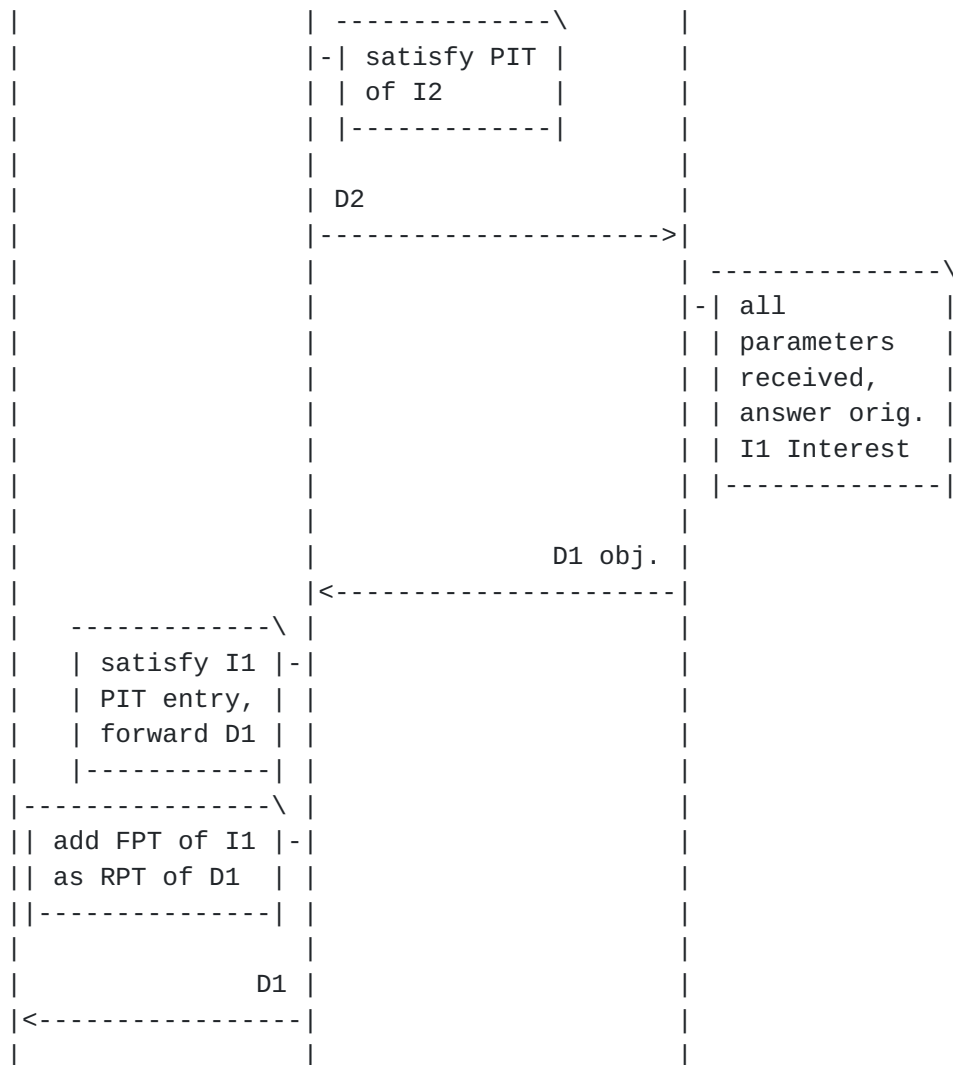 satisfy PIT
of I2
D2
all
parameters
received,
answer orig.
I1 Interest
D1 obj.
satisfy I1
PIT entry,
forward D1
add FPT of I1
as RPT of D1
D1